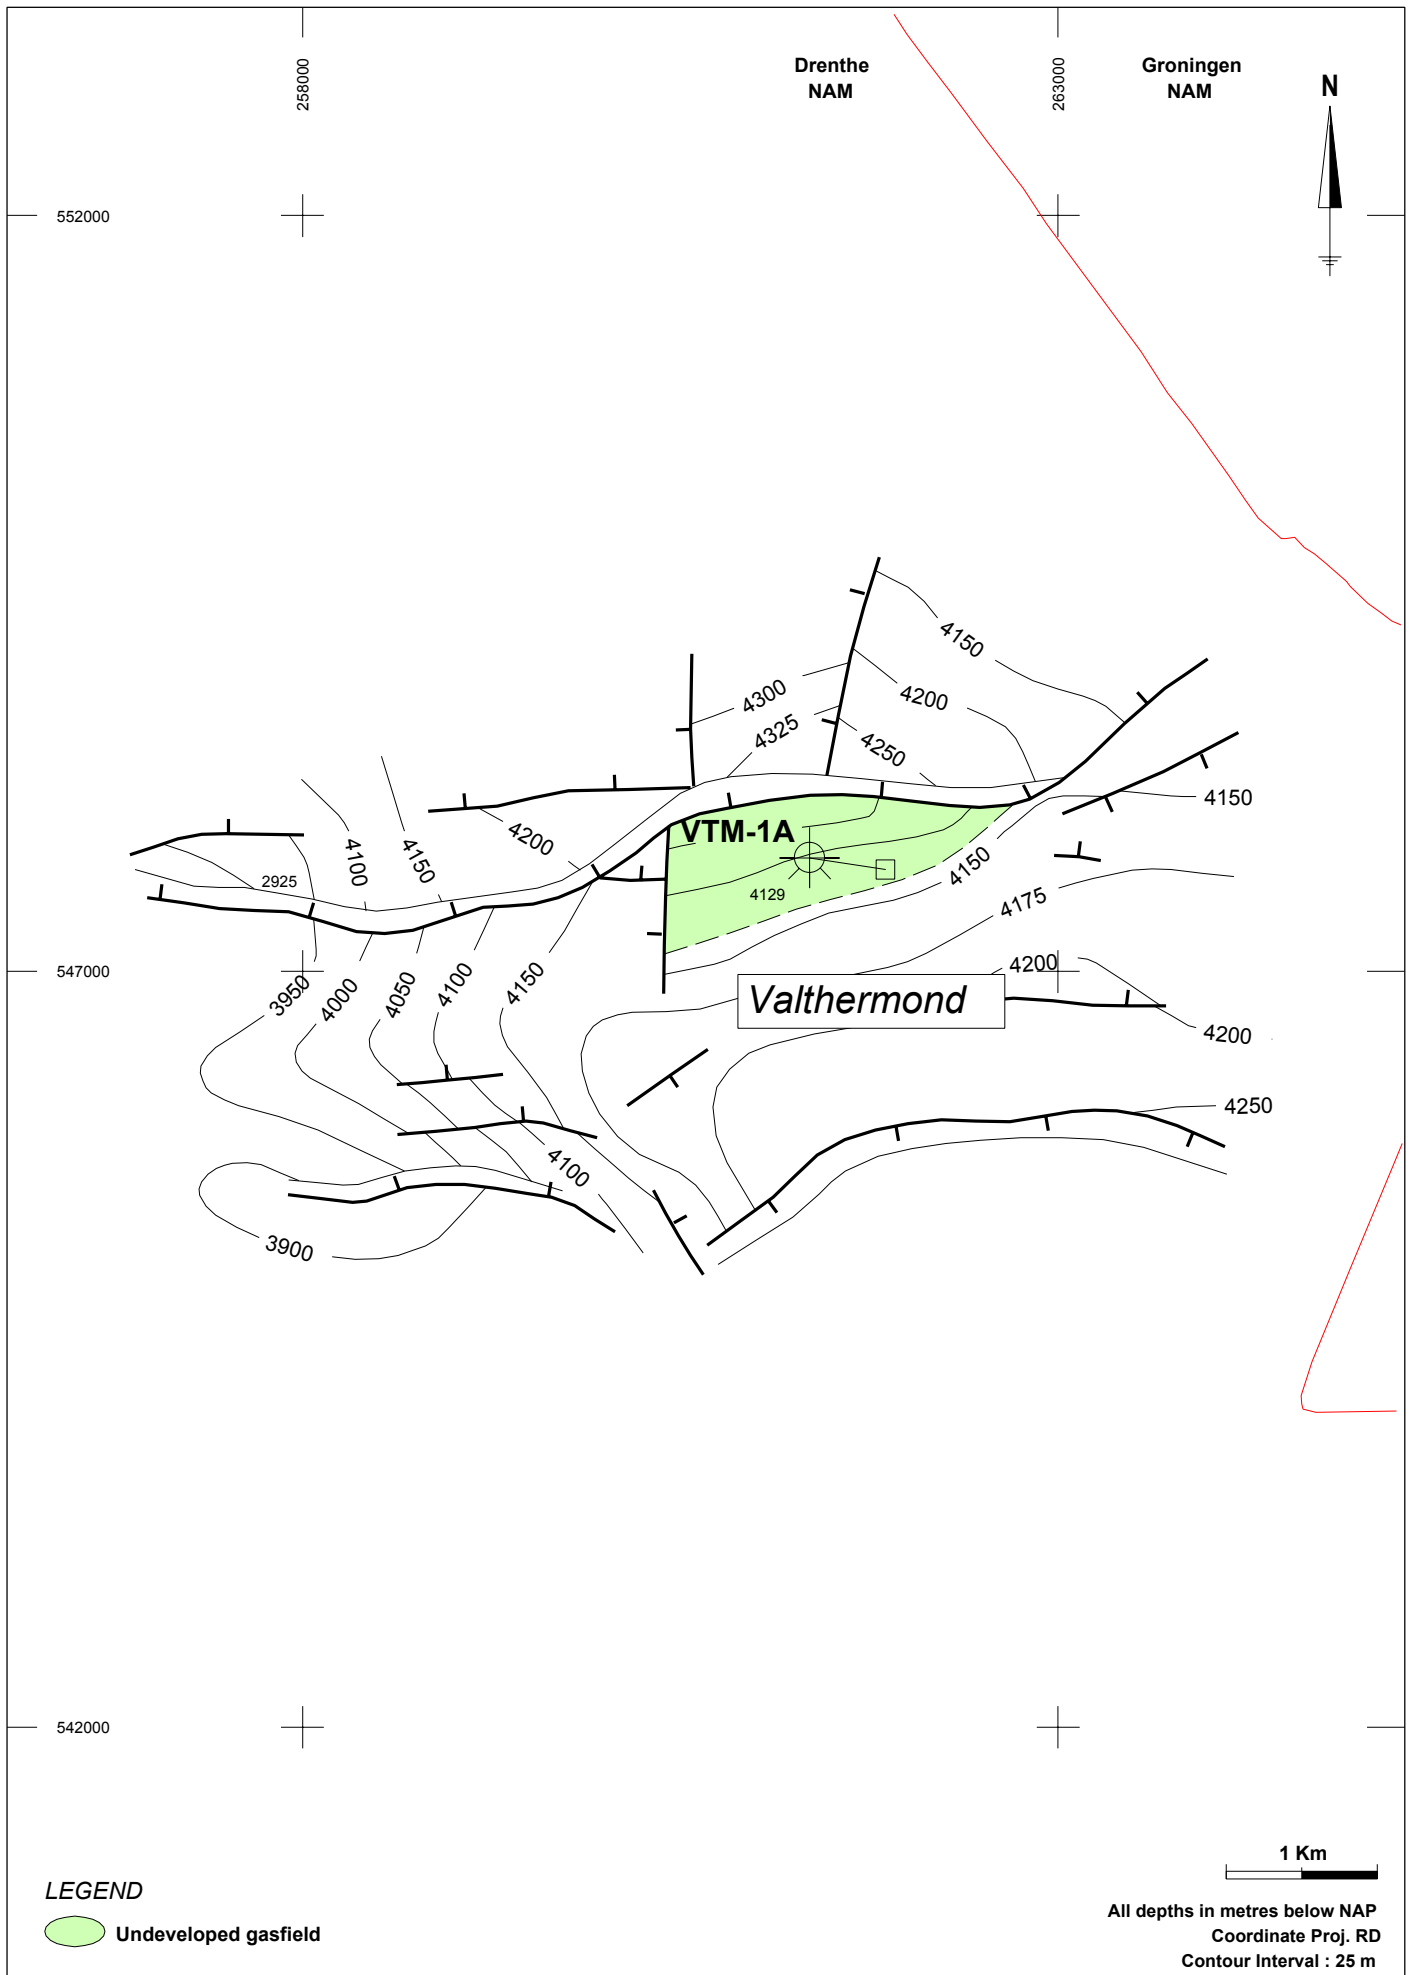 258000
Drenthe
NAM
263000
Groningen
NAM
N
552000
4150
4200
4300
4325
4250
4150
4200
4100
4150
VTM-1A
4150
2925
4129
4175
4200
3950
4000
4050
4100
4150
547000
Valthermond
4200
4250
4100
3900
542000
1 Km
LEGEND
Undeveloped gasfield
All depths in metres below NAP
Coordinate Proj. RD
Contour Interval : 25 m